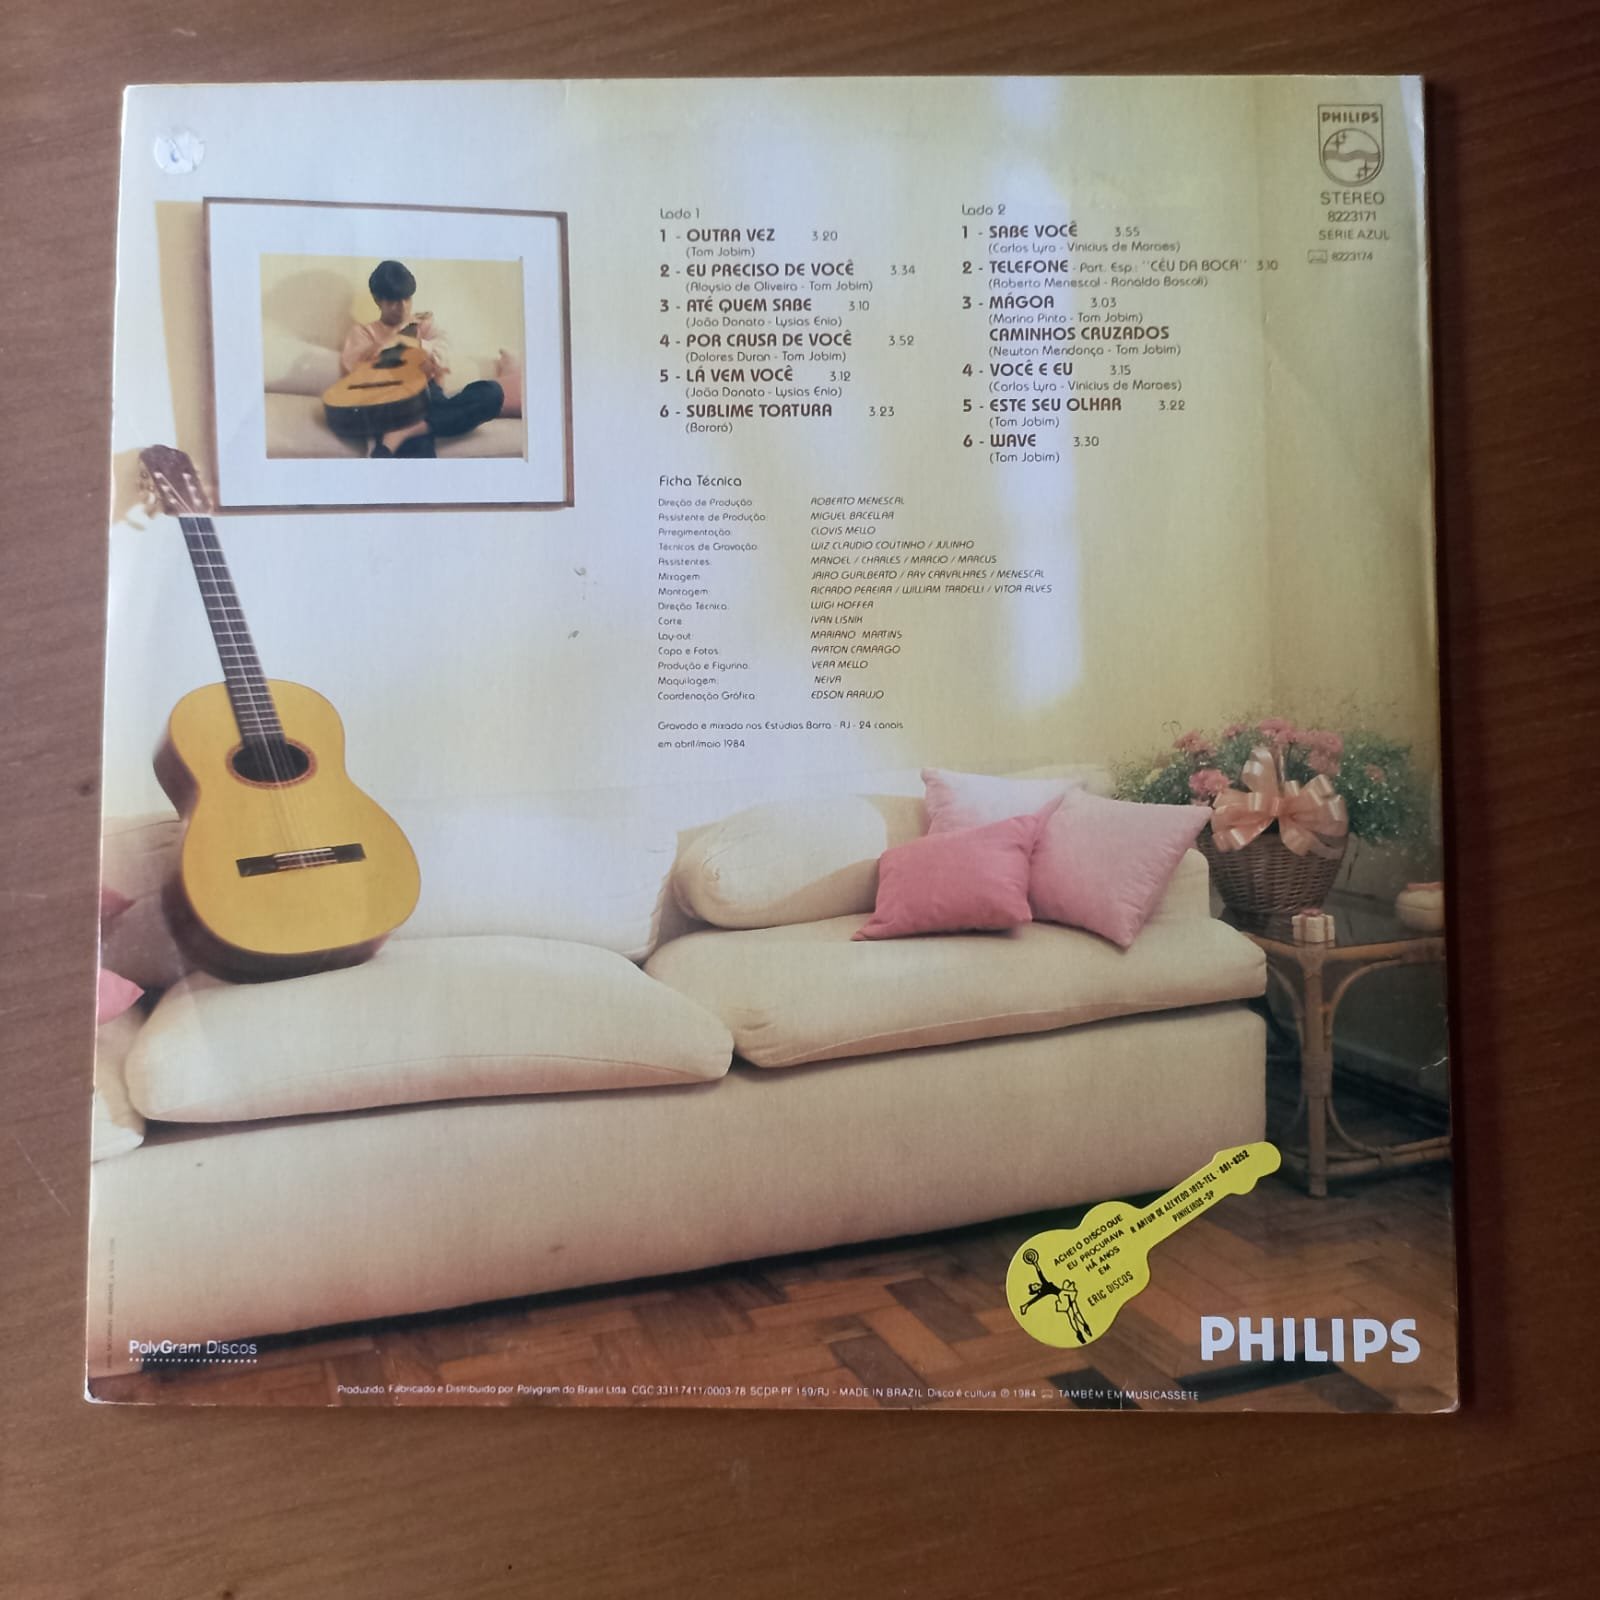 PHILIPS
STEREO
8223171
SÉRIE AZUL
8223174
Lado 1
1 - OUTRA VEZ 3.20
(Tom Jobim)
2 - EU PRECISO DE VOCÊ 3.34
(Aloysio de Oliveira - Tom Jobim)
3 - ATÉ QUEM SABE 3.10
(João Donato - Lysias Enio)
4 - POR CAUSA DE VOCÊ 3.52
(Dolores Duran - Tom Jobim)
5 - LÁ VEM VOCÊ 3.12
(João Donato - Lysias Enio)
6 - SUBLIME TORTURA 3.23
(Bororó)
Lado 2
1 - SABE VOCÊ 3.55
(Carlos Lyra - Vinicius de Moraes)
2 - TELEFONE - Part. Esp.: "CÉU DA BOCA" 3.10
(Roberto Menescal - Ronaldo Boscoli)
3 - MÁGOA 3.03
(Marino Pinto - Tom Jobim)
CAMINHOS CRUZADOS
(Newton Mendonça - Tom Jobim)
4 - VOCÊ E EU 3.15
(Carlos Lyra - Vinicius de Moraes)
5 - ESTE SEU OLHAR 3.22
(Tom Jobim)
6 - WAVE 3.30
(Tom Jobim)
Ficha Técnica
Direção de Produção: ROBERTO MENESCAL
Assistente de Produção: MIGUEL BACELLAR
Arregimentação: CLOVIS MELLO
Técnicos de Gravação: LUIZ CLAUDIO COUTINHO / JULINHO
Assistentes: MANOEL / CHARLES / MARCIO / MARCUS
Mixagem: JAIRO GUALBERTO / ARY CARVALHAES / MENESCAL
Montagem: RICARDO PEREIRA / WILLIAM TARDELLI / VITOR ALVES
Direção Técnica: LUIGI HOFFER
Corte: IVAN LISNIK
Lay-out: MARIANO MARTINS
Capa e Fotos: AYRTON CAMARGO
Produção e Figurino: VERA MELLO
Maquilagem: NEIVA
Coordenação Gráfica: EDSON ARAUJO
Gravado e mixado nos Estúdios Barra - RJ - 24 canais
em abril/maio 1984
ACHEI O DISCO QUE
EU PROCURAVA
HÁ ANOS
EM
ERIC DISCOS
R ARTUR DE AZEVEDO, 1813-TEL - 881-8252
PINHEIROS-SP
PHILIPS
PolyGram Discos
Produzido, Fabricado e Distribuído por Polygram do Brasil Ltda. CGC 33117411/0003-78 SCDP-PF 159/RJ - MADE IN BRAZIL Disco é cultura ℗ 1984 TAMBÉM EM MUSICASSETE